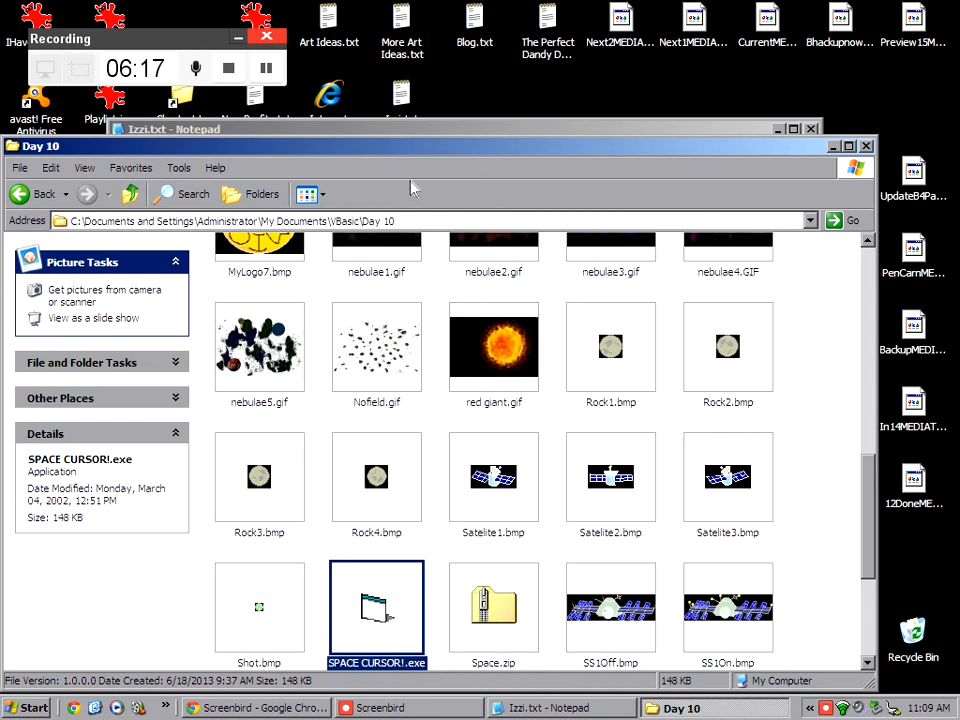 Recording
06:17
IHav
Art Ideas.txt
More Art
Ideas.txt
Blog.txt
The Perfect
Dandy D...
Next2MEDIA...
Next1MEDIA...
CurrentME...
Bhackupnow...
Preview15M...
avast! Free
Antivirus
Playli
Izzi.txt - Notepad
Day 10
File Edit View Favorites Tools Help
Back Search Folders
Address C:\Documents and Settings\Administrator\My Documents\VBasic\Day 10 Go
Picture Tasks
Get pictures from camera
or scanner
View as a slide show
File and Folder Tasks
Other Places
Details
SPACE CURSOR!.exe
Application
Date Modified: Monday, March
04, 2002, 12:51 PM
Size: 148 KB
MyLogo7.bmp nebulae1.gif nebulae2.gif nebulae3.gif nebulae4.GIF
nebulae5.gif Nofield.gif red giant.gif Rock1.bmp Rock2.bmp
Rock3.bmp Rock4.bmp Satelite1.bmp Satelite2.bmp Satelite3.bmp
Shot.bmp SPACE CURSOR!.exe Space.zip SS1Off.bmp SS1On.bmp
UpdateB4Pa...
PenCarnME...
BackupMEDI...
In14MEDIAT...
12DoneME...
Recycle Bin
File Version: 1.0.0.0 Date Created: 6/18/2013 9:37 AM Size: 148 KB 148 KB My Computer
Start » Screenbird - Google Chro... Screenbird Izzi.txt - Notepad Day 10 « 11:09 AM